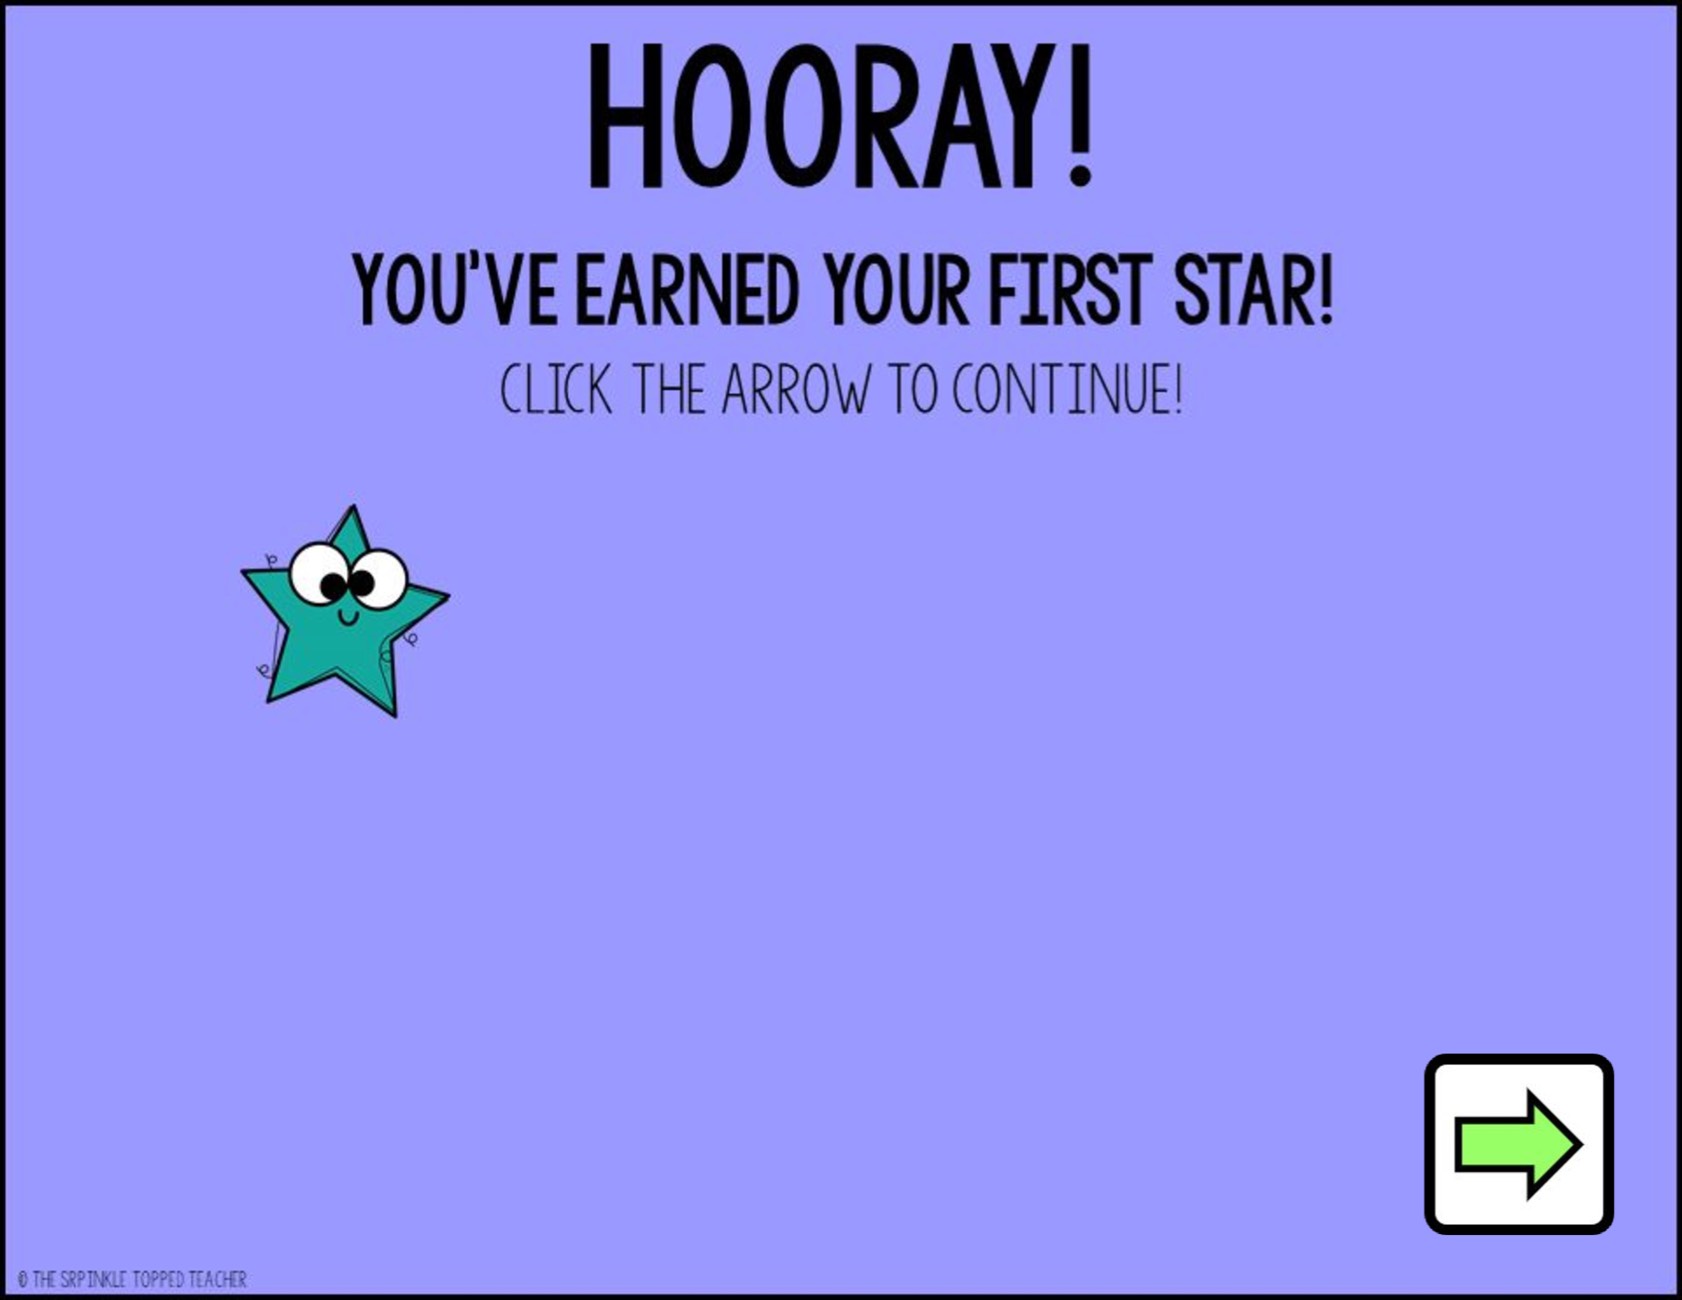 HOORAY!
YOU'VE EARNED YOUR FIRST STAR!
CLICK THE ARROW TO CONTINUE!
© THE SRPINKLE TOPPED TEACHER